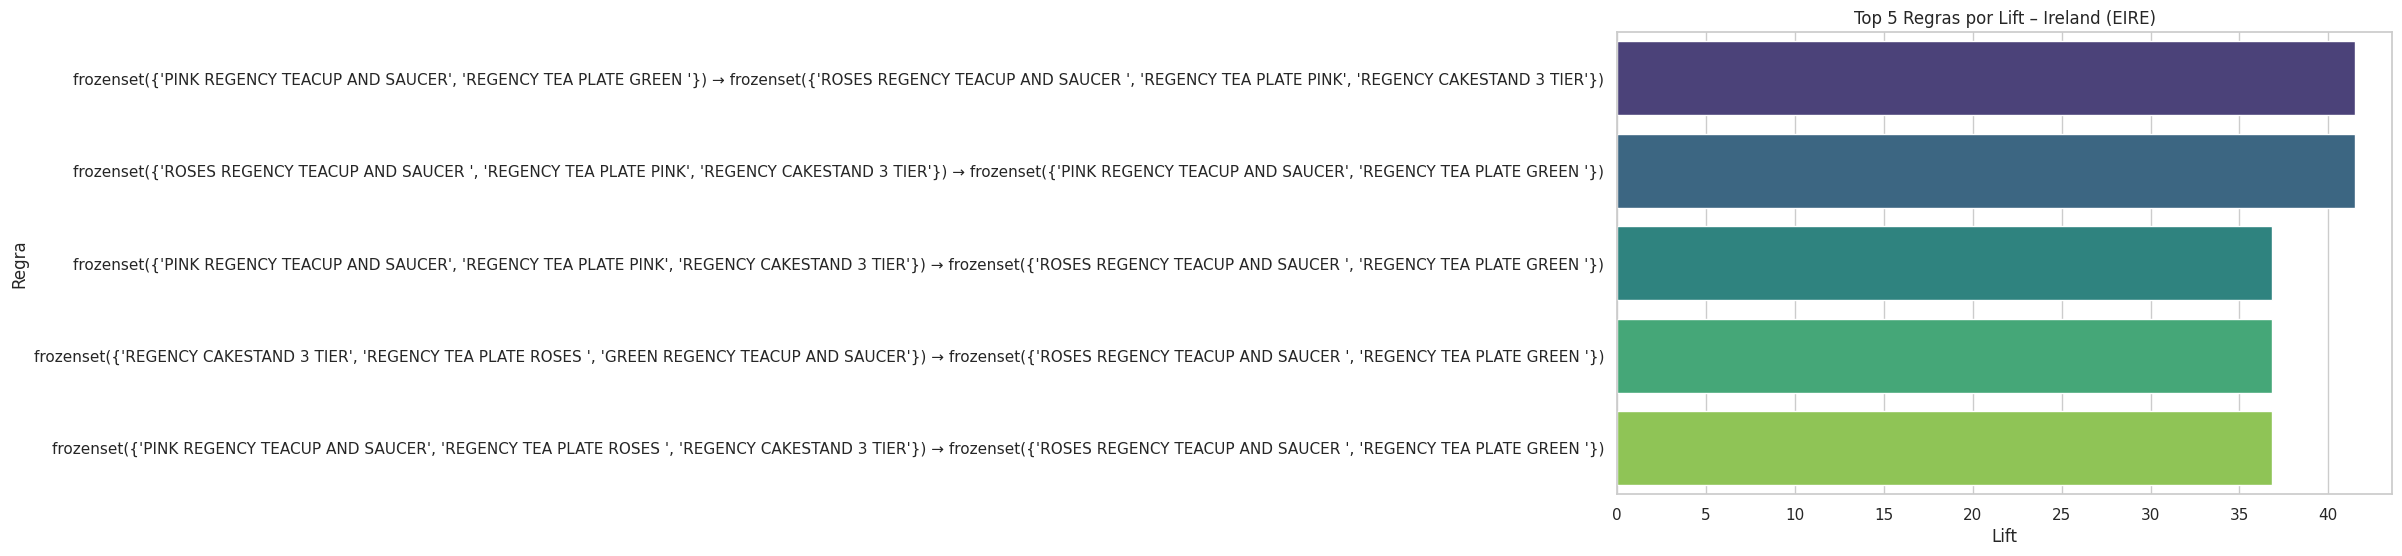 Top 5 Regras por Lift – Ireland (EIRE)
frozenset({'PINK REGENCY TEACUP AND SAUCER', 'REGENCY TEA PLATE GREEN '}) → frozenset({'ROSES REGENCY TEACUP AND SAUCER ', 'REGENCY TEA PLATE PINK', 'REGENCY CAKESTAND 3 TIER'})
frozenset({'ROSES REGENCY TEACUP AND SAUCER ', 'REGENCY TEA PLATE PINK', 'REGENCY CAKESTAND 3 TIER'}) → frozenset({'PINK REGENCY TEACUP AND SAUCER', 'REGENCY TEA PLATE GREEN '})
frozenset({'PINK REGENCY TEACUP AND SAUCER', 'REGENCY TEA PLATE PINK', 'REGENCY CAKESTAND 3 TIER'}) → frozenset({'ROSES REGENCY TEACUP AND SAUCER ', 'REGENCY TEA PLATE GREEN '})
frozenset({'REGENCY CAKESTAND 3 TIER', 'REGENCY TEA PLATE ROSES ', 'GREEN REGENCY TEACUP AND SAUCER'}) → frozenset({'ROSES REGENCY TEACUP AND SAUCER ', 'REGENCY TEA PLATE GREEN '})
frozenset({'PINK REGENCY TEACUP AND SAUCER', 'REGENCY TEA PLATE ROSES ', 'REGENCY CAKESTAND 3 TIER'}) → frozenset({'ROSES REGENCY TEACUP AND SAUCER ', 'REGENCY TEA PLATE GREEN '})
Regra
0 5 10 15 20 25 30 35 40
Lift